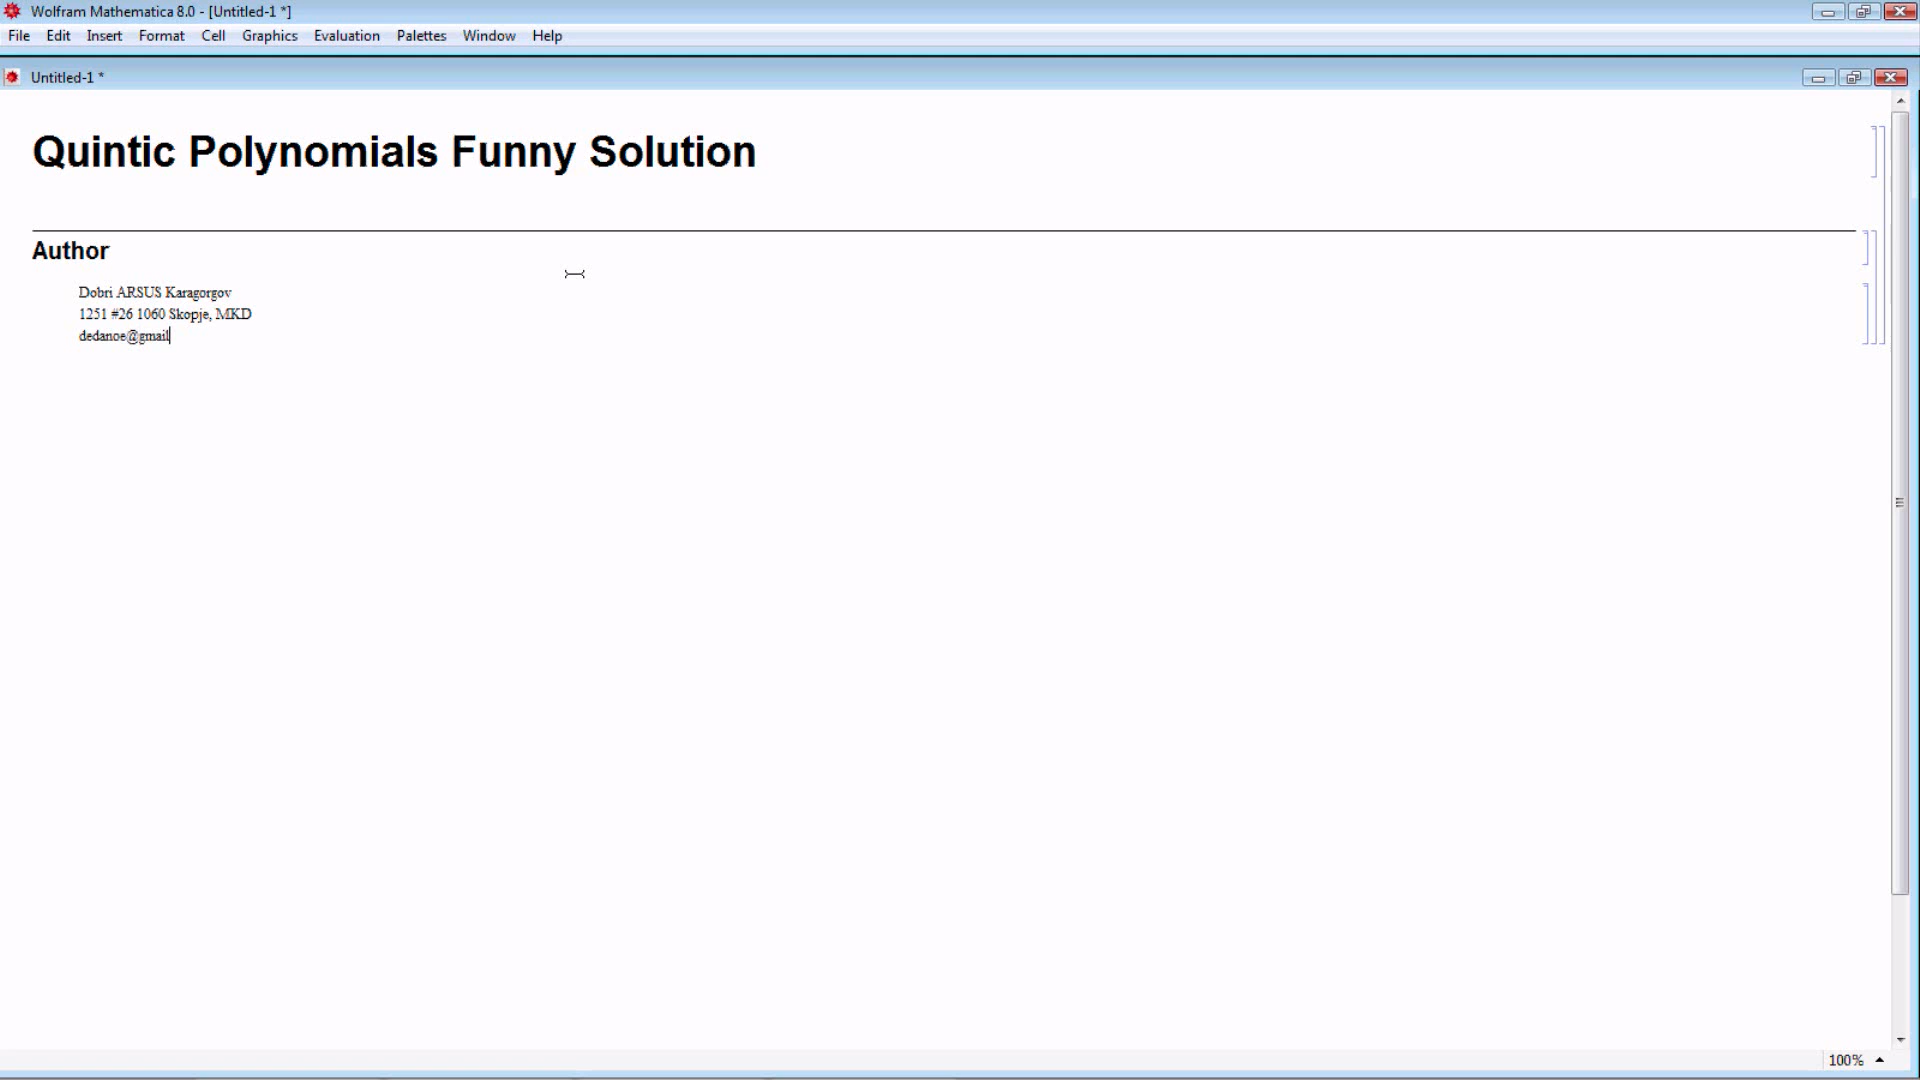 Wolfram Mathematica 8.0 - [Untitled-1 *]
File Edit Insert Format Cell Graphics Evaluation Palettes Window Help
Untitled-1 *
Quintic Polynomials Funny Solution
Author
Dobri ARSUS Karagorgov
1251 #26 1060 Skopje, MKD
dedanoe@gmail
100%